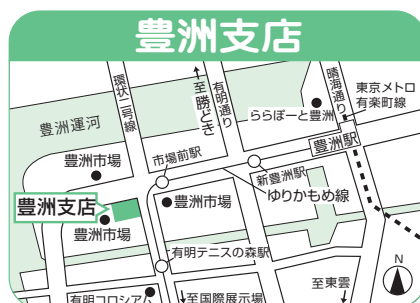 豊洲支店
環状二号線
↑至勝どき
有明通り
晴海通り
東京メトロ
有楽町線
ららぽーと豊洲
豊洲運河
豊洲駅
市場前駅
豊洲市場
新豊洲駅
ゆりかもめ線
豊洲支店
豊洲市場
豊洲市場
有明テニスの森駅
有明コロシアム
↓至国際展示場
至東雲
N